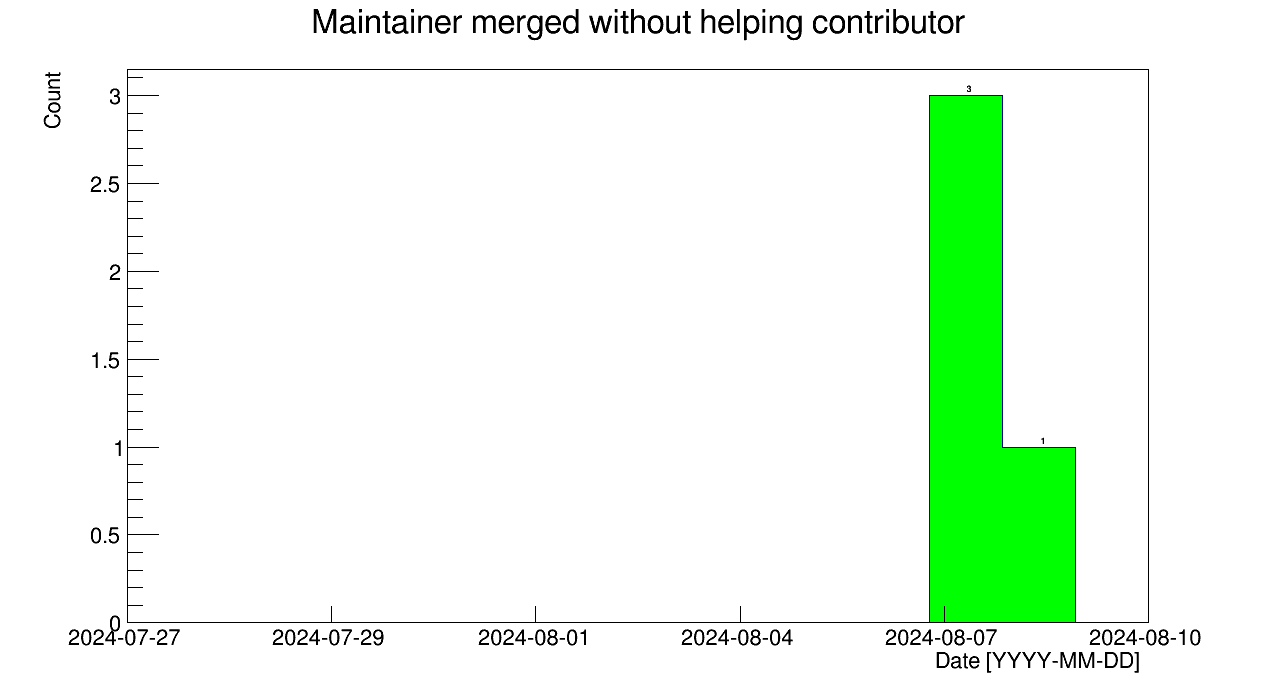 Maintainer merged without helping contributor
Count
3
2.5
2
1.5
1
0.5
0
3
1
2024-07-27 2024-07-29 2024-08-01 2024-08-04 2024-08-07 2024-08-10
Date [YYYY-MM-DD]